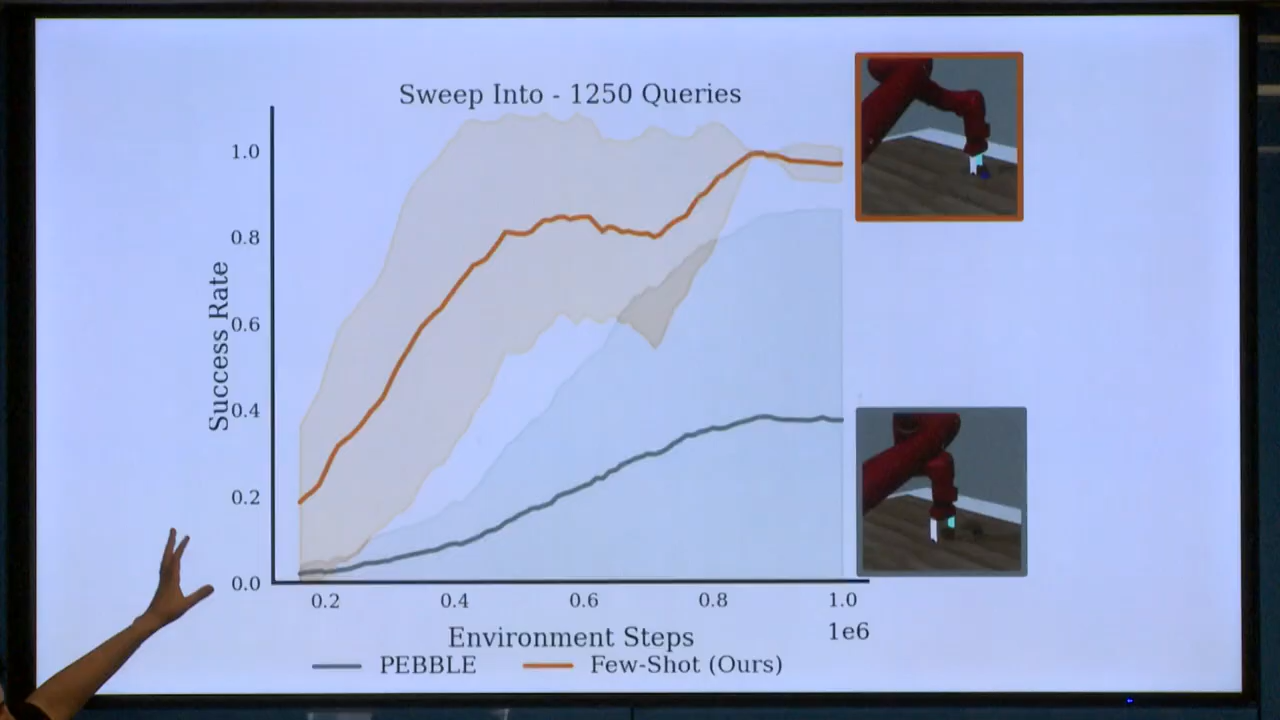 Sweep Into - 1250 Queries
Success Rate
1.0
0.8
0.6
0.4
0.2
0.0
0.2 0.4 0.6 0.8 1.0
1e6
Environment Steps
PEBBLE Few-Shot (Ours)